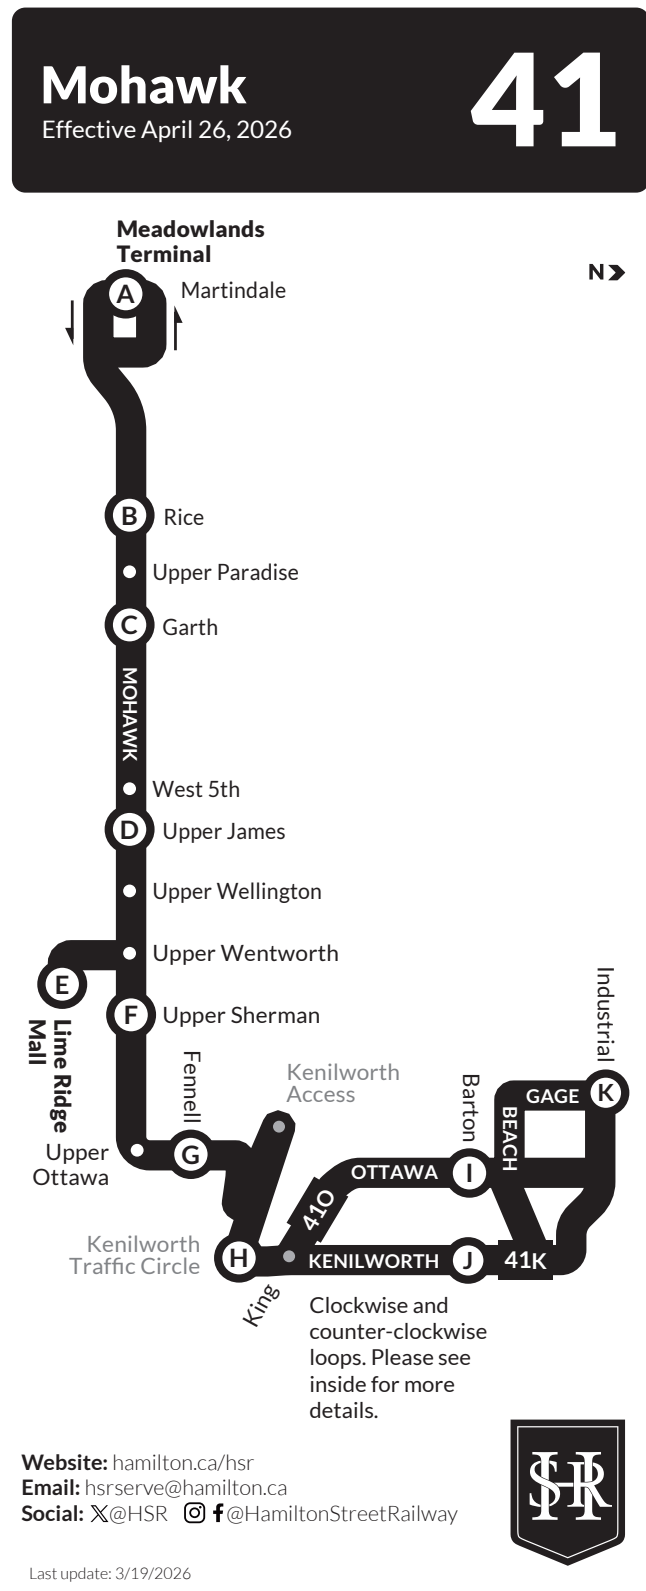 Mohawk
41
Effective April 26, 2026
Meadowlands
Terminal
N
A
Martindale
B
Rice
Upper Paradise
C
Garth
MOHAWK
West 5th
D
Upper James
Upper Wellington
Upper Wentworth
E
Lime Ridge
Mall
F
Upper Sherman
Industrial
Fennell
Kenilworth
Access
Barton
GAGE
K
BEACH
Upper
Ottawa
G
OTTAWA
I
41O
Kenilworth
Traffic Circle
H
KENILWORTH
J
41K
King
Clockwise and
counter-clockwise
loops. Please see
inside for more
details.
Website: hamilton.ca/hsr
Email: hsrserve@hamilton.ca
Social: X@HSR f@HamiltonStreetRailway
HSR
Last update: 3/19/2026